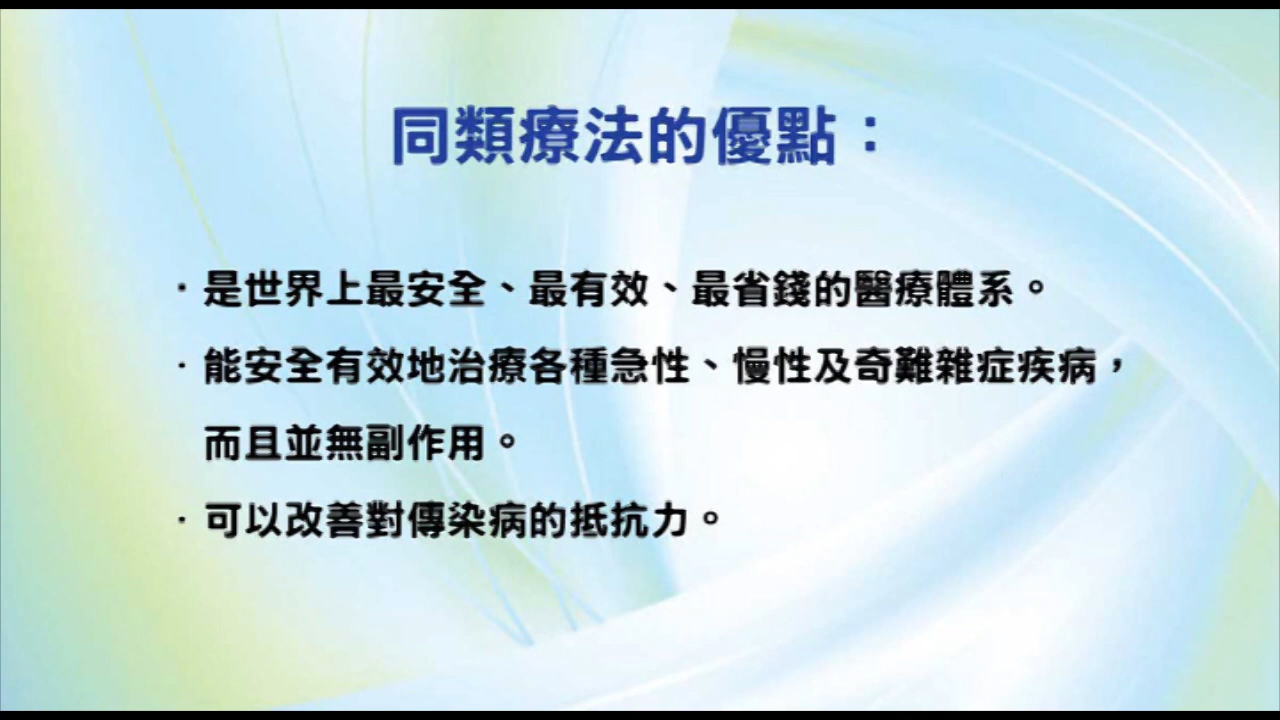 同類療法的優點：
· 是世界上最安全、最有效、最省錢的醫療體系。
· 能安全有效地治療各種急性、慢性及奇難雜症疾病，
而且並無副作用。
· 可以改善對傳染病的抵抗力。